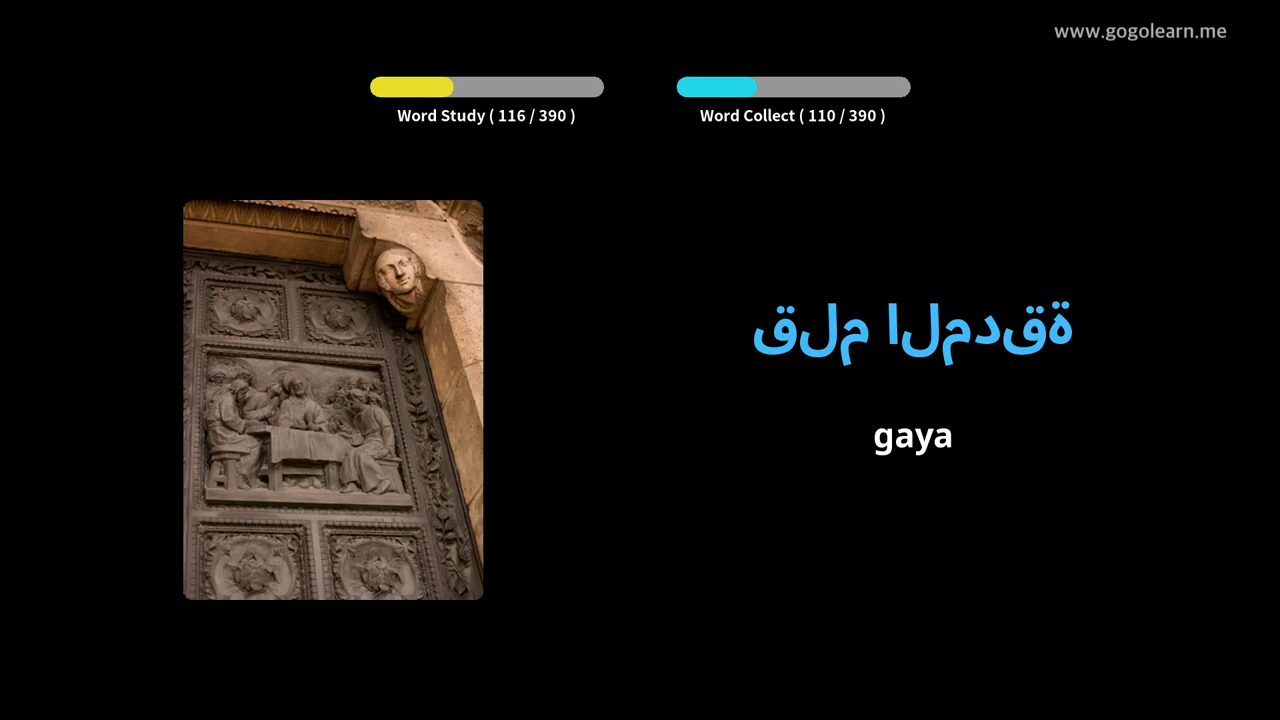 www.gogolearn.me
Word Study ( 116 / 390 )
Word Collect ( 110 / 390 )
قلم المدقة
gaya